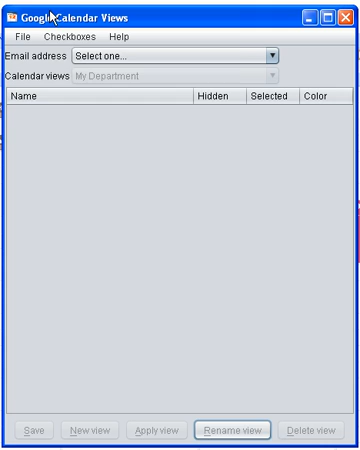 Google Calendar Views
File Checkboxes Help
Email address Select one...
Calendar views My Department
Name Hidden Selected Color
Save New view Apply view Rename view Delete view